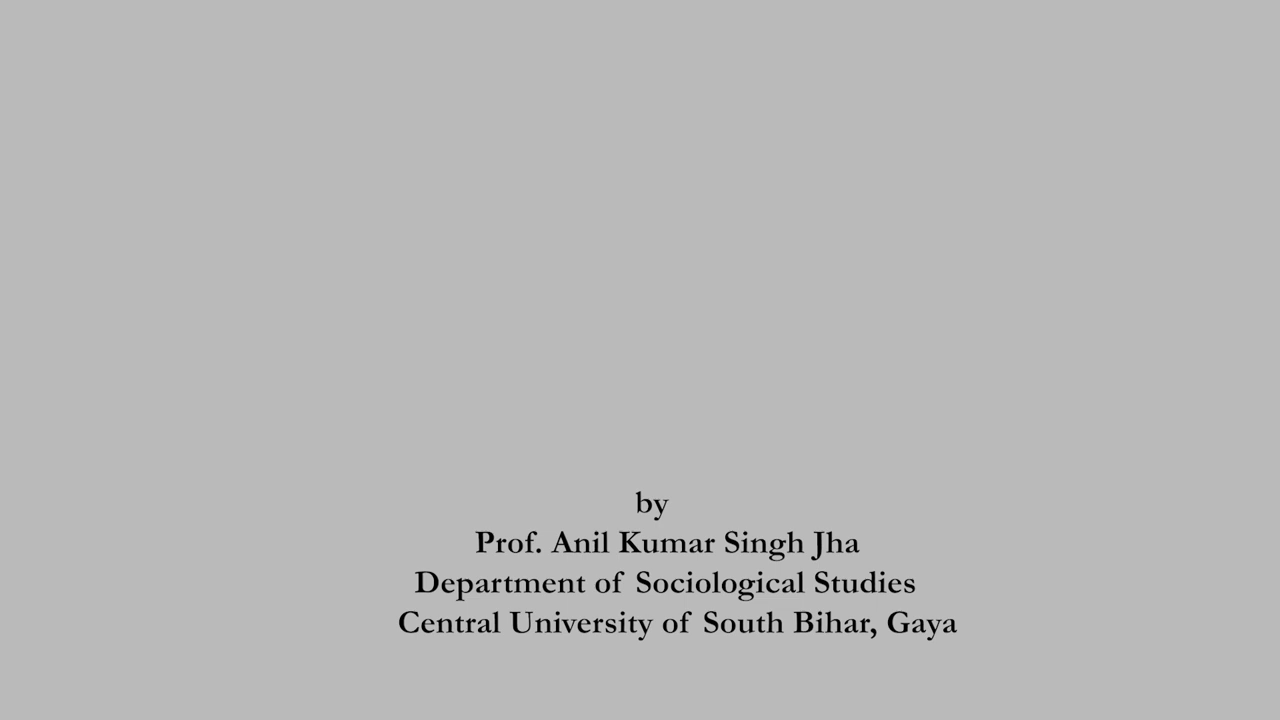 by
Prof. Anil Kumar Singh Jha
Department of Sociological Studies
Central University of South Bihar, Gaya